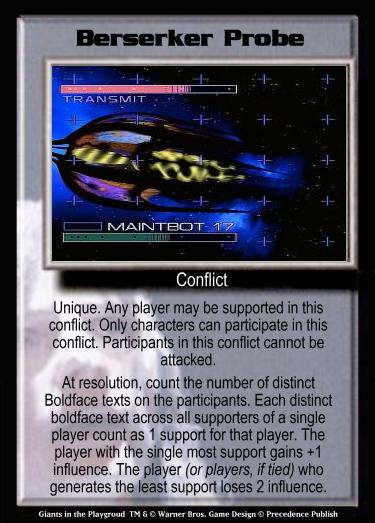 Berserker Probe
TRANSMIT
MAINTBOT 17
Conflict
Unique. Any player may be supported in this
conflict. Only characters can participate in this
conflict. Participants in this conflict cannot be
attacked.
At resolution, count the number of distinct
Boldface texts on the participants. Each distinct
boldface text across all supporters of a single
player count as 1 support for that player. The
player with the single most support gains +1
influence. The player (or players, if tied) who
generates the least support loses 2 influence.
Giants in the Playgroud TM & © Warner Bros. Game Design © Precedence Publish